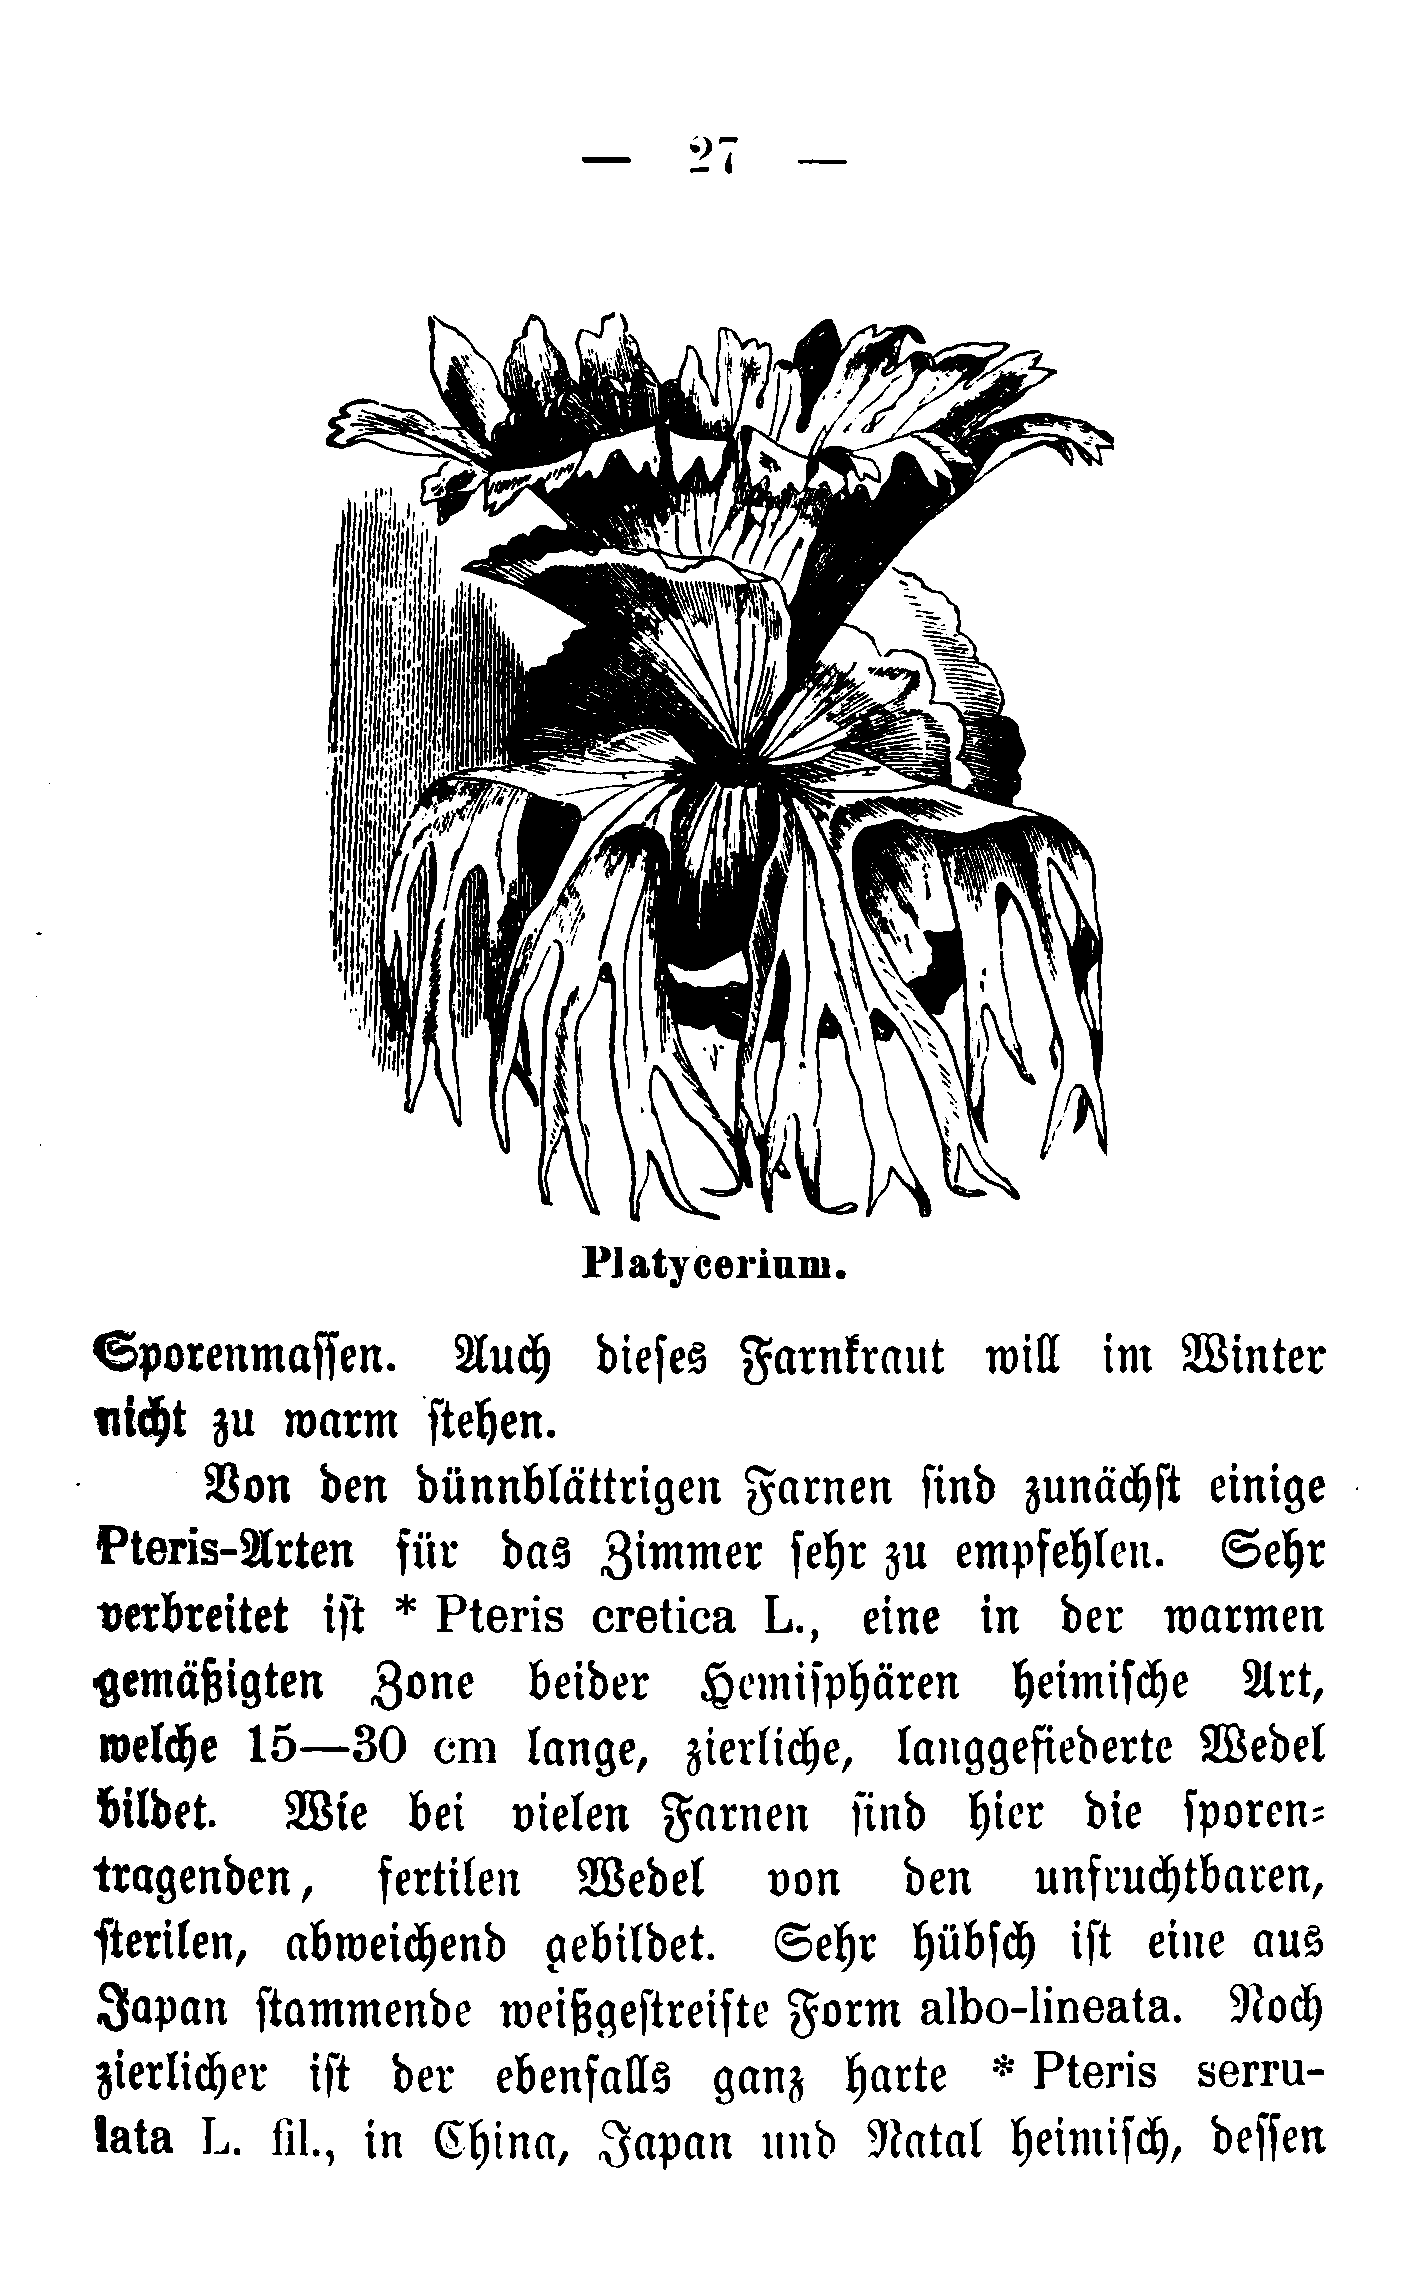 — 27 —
Platycerium.
Sporenmassen. Auch dieses Farnkraut will im Winter
nicht zu warm stehen.
Von den dünnblättrigen Farnen sind zunächst einige
Pteris-Arten für das Zimmer sehr zu empfehlen. Sehr
verbreitet ist * Pteris cretica L., eine in der warmen
gemäßigten Zone beider Hemisphären heimische Art,
welche 15—30 cm lange, zierliche, langgefiederte Wedel
bildet. Wie bei vielen Farnen sind hier die sporen-
tragenden, fertilen Wedel von den unfruchtbaren,
sterilen, abweichend gebildet. Sehr hübsch ist eine aus
Japan stammende weißgestreifte Form albo-lineata. Noch
zierlicher ist der ebenfalls ganz harte * Pteris serru-
lata L. fil., in China, Japan und Natal heimisch, dessen